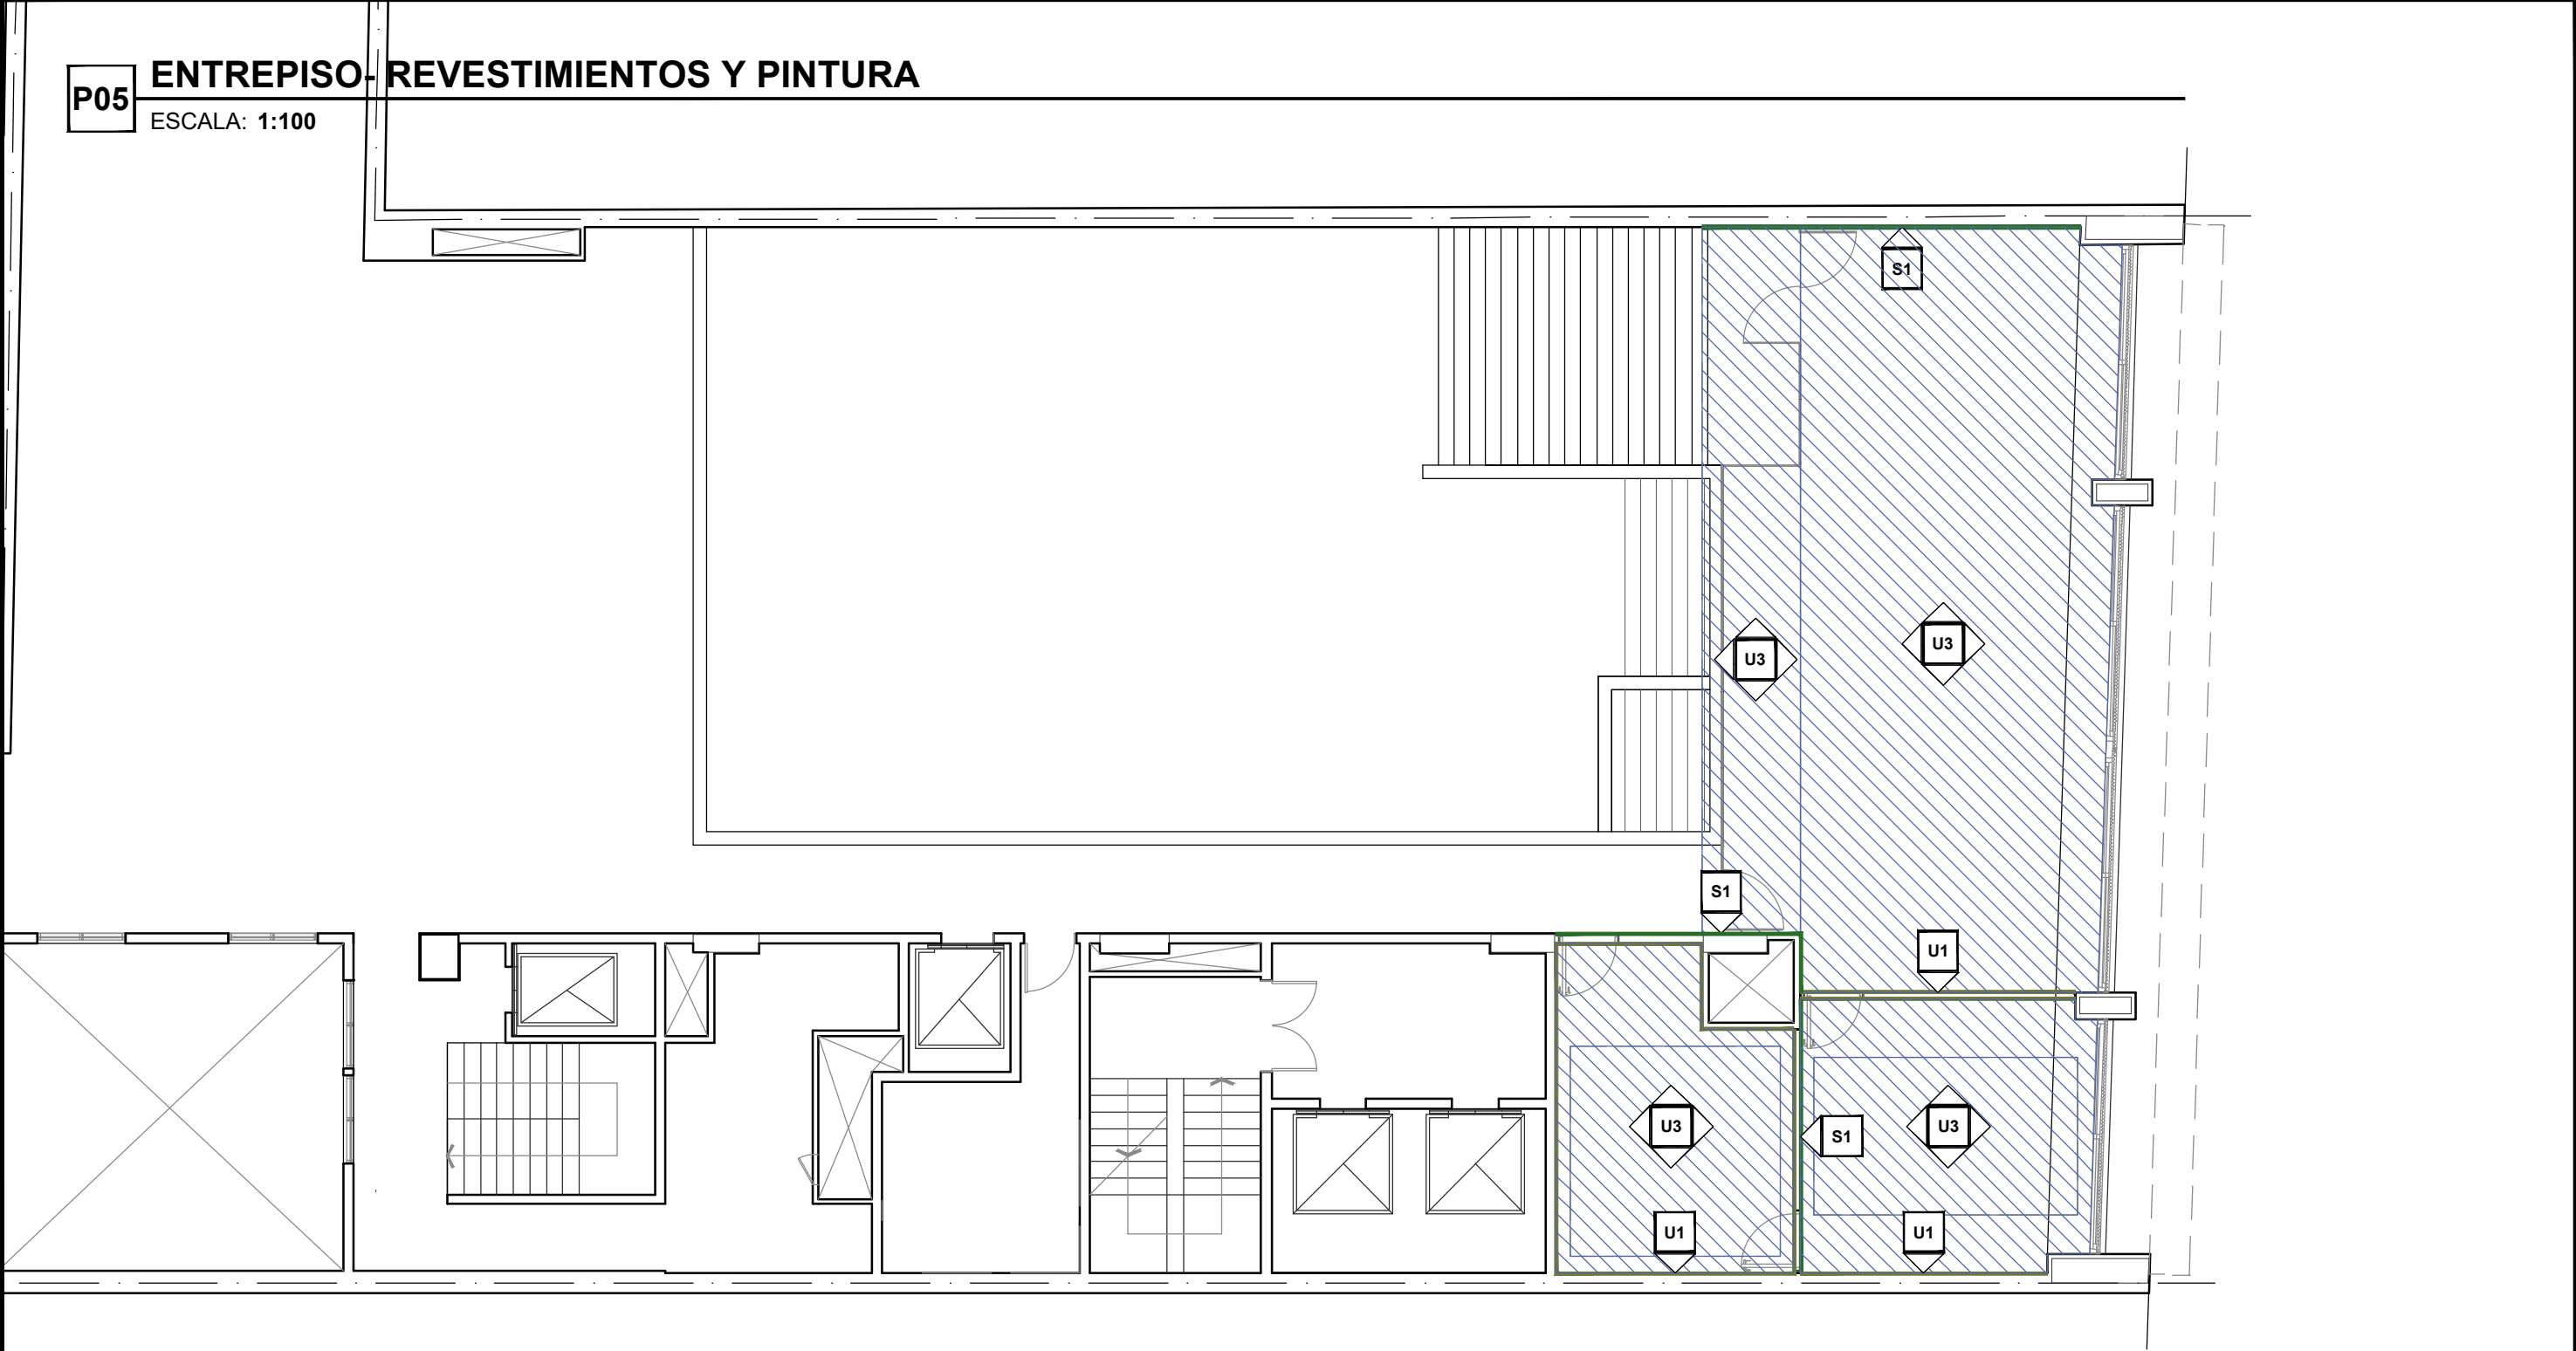 P05
ENTREPISO- REVESTIMIENTOS Y PINTURA
ESCALA: 1:100
S1
U3
U3
S1
U1
U3
S1
U3
U1
U1